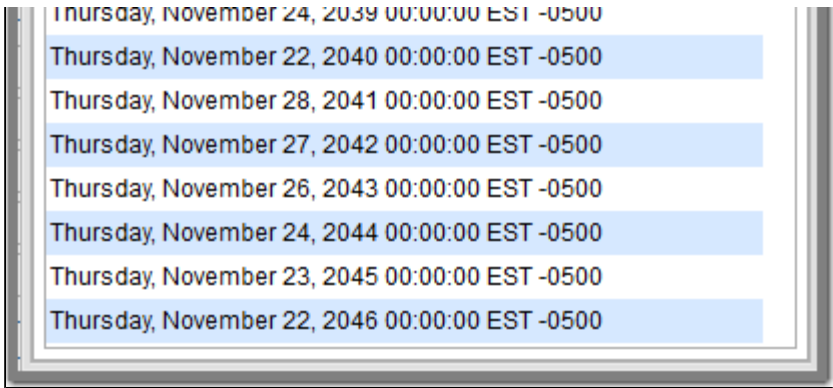 Thursday, November 24, 2039 00:00:00 EST -0500
Thursday, November 22, 2040 00:00:00 EST -0500
Thursday, November 28, 2041 00:00:00 EST -0500
Thursday, November 27, 2042 00:00:00 EST -0500
Thursday, November 26, 2043 00:00:00 EST -0500
Thursday, November 24, 2044 00:00:00 EST -0500
Thursday, November 23, 2045 00:00:00 EST -0500
Thursday, November 22, 2046 00:00:00 EST -0500